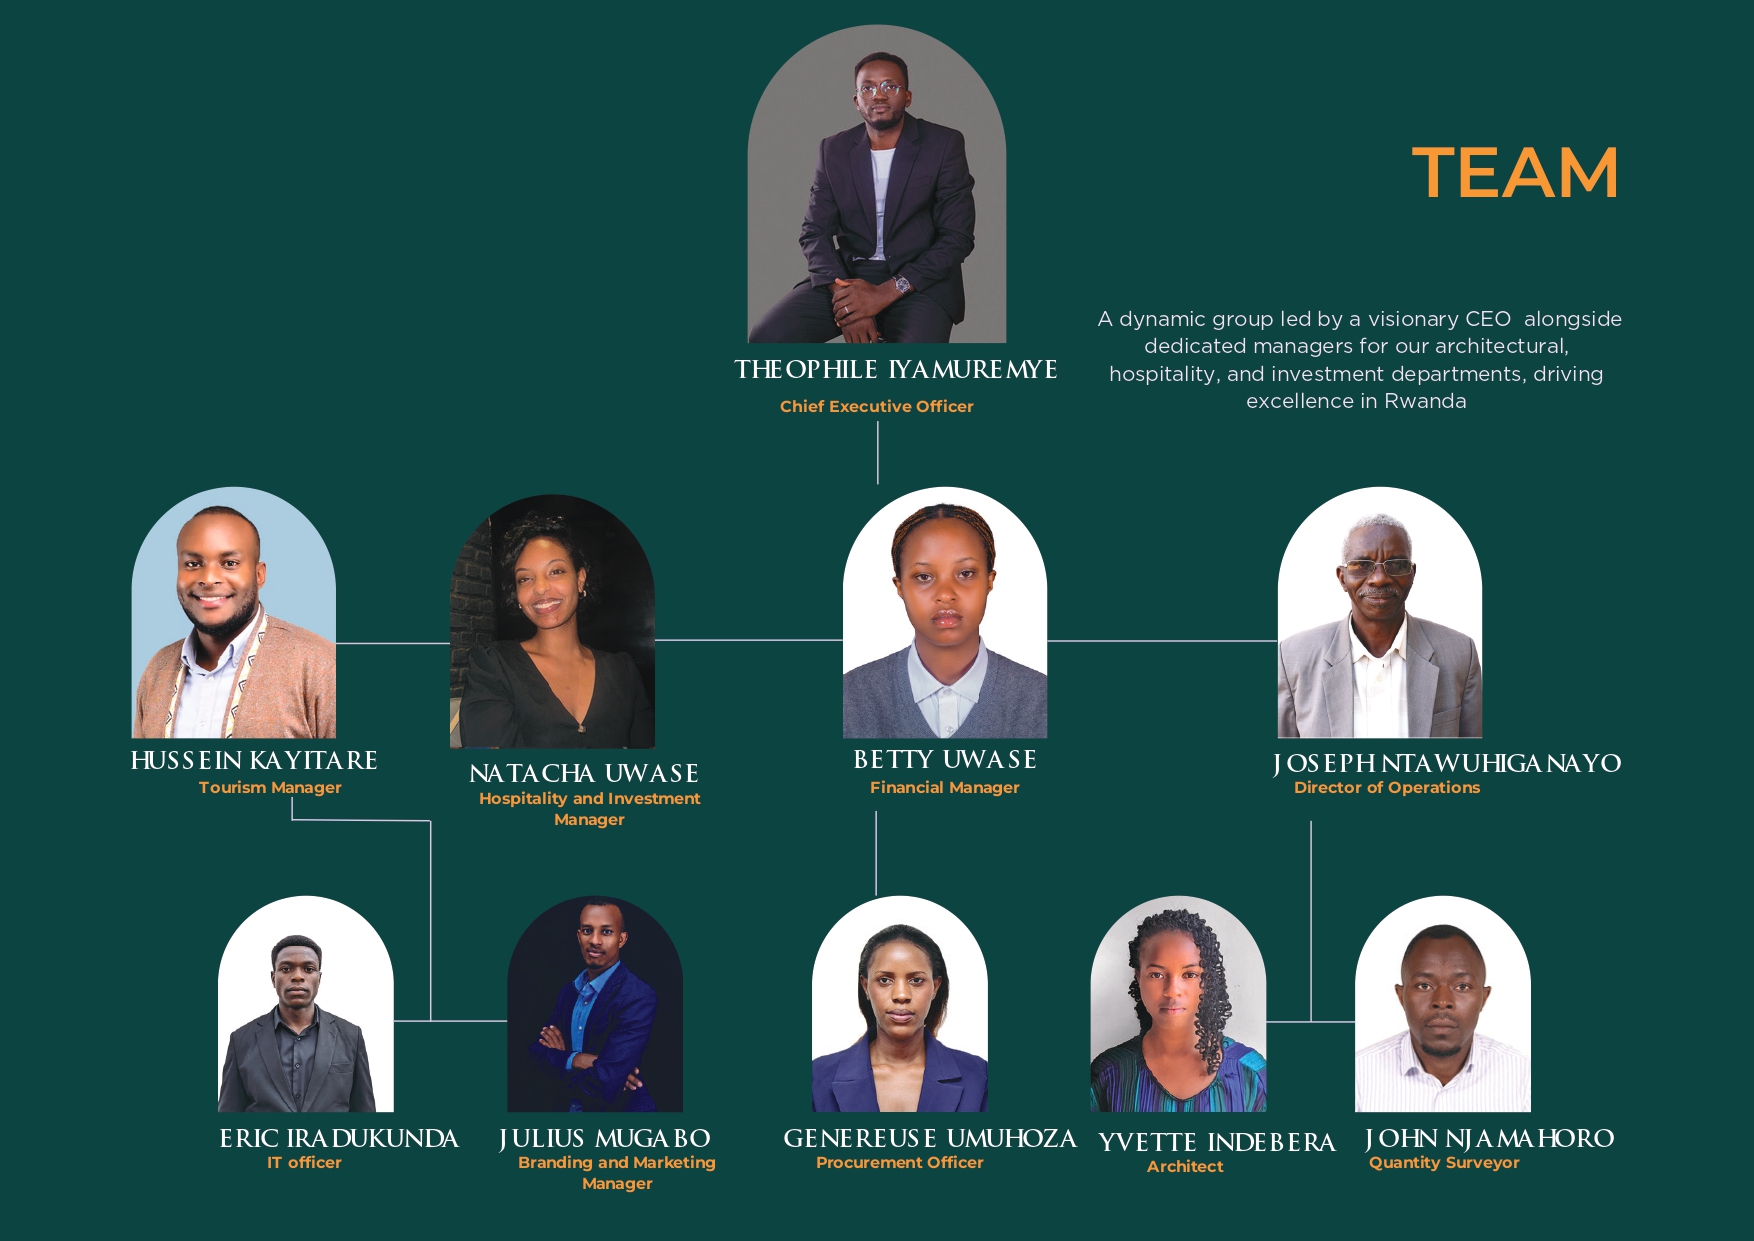 TEAM
A dynamic group led by a visionary CEO alongside
dedicated managers for our architectural,
hospitality, and investment departments, driving
excellence in Rwanda
THEOPHILE IYAMUREMYE
Chief Executive Officer
HUSSEIN KAYITARE
Tourism Manager
NATACHA UWASE
Hospitality and Investment
Manager
BETTY UWASE
Financial Manager
JOSEPH NTAWUHIGANAYO
Director of Operations
ERIC IRADUKUNDA
IT officer
JULIUS MUGABO
Branding and Marketing
Manager
GENEREUSE UMUHOZA
Procurement Officer
YVETTE INDEBERA
Architect
JOHN NJAMAHORO
Quantity Surveyor